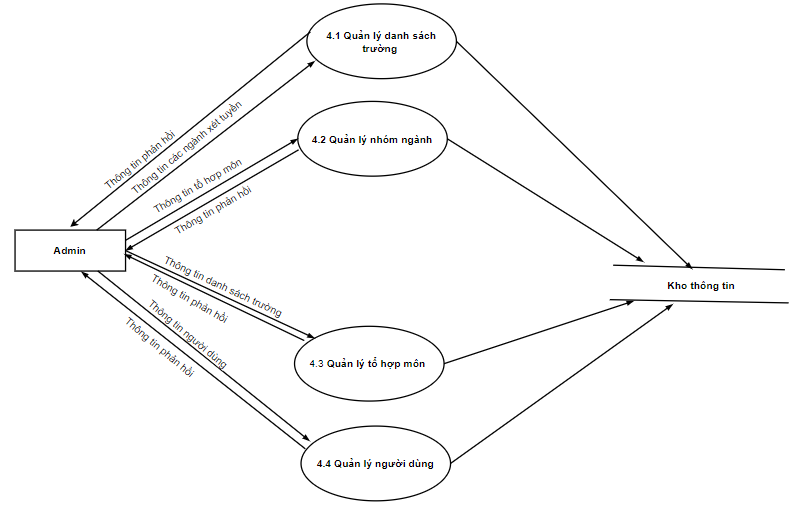 4.1 Quản lý danh sách
trường
Thông tin phản hồi
Thông tin các ngành xét tuyển
4.2 Quản lý nhóm ngành
Thông tin tổ hợp môn
Thông tin phản hồi
Admin
Kho thông tin
Thông tin danh sách trường
Thông tin phản hồi
4.3 Quản lý tổ hợp môn
Thông tin người dùng
Thông tin phản hồi
4.4 Quản lý người dùng